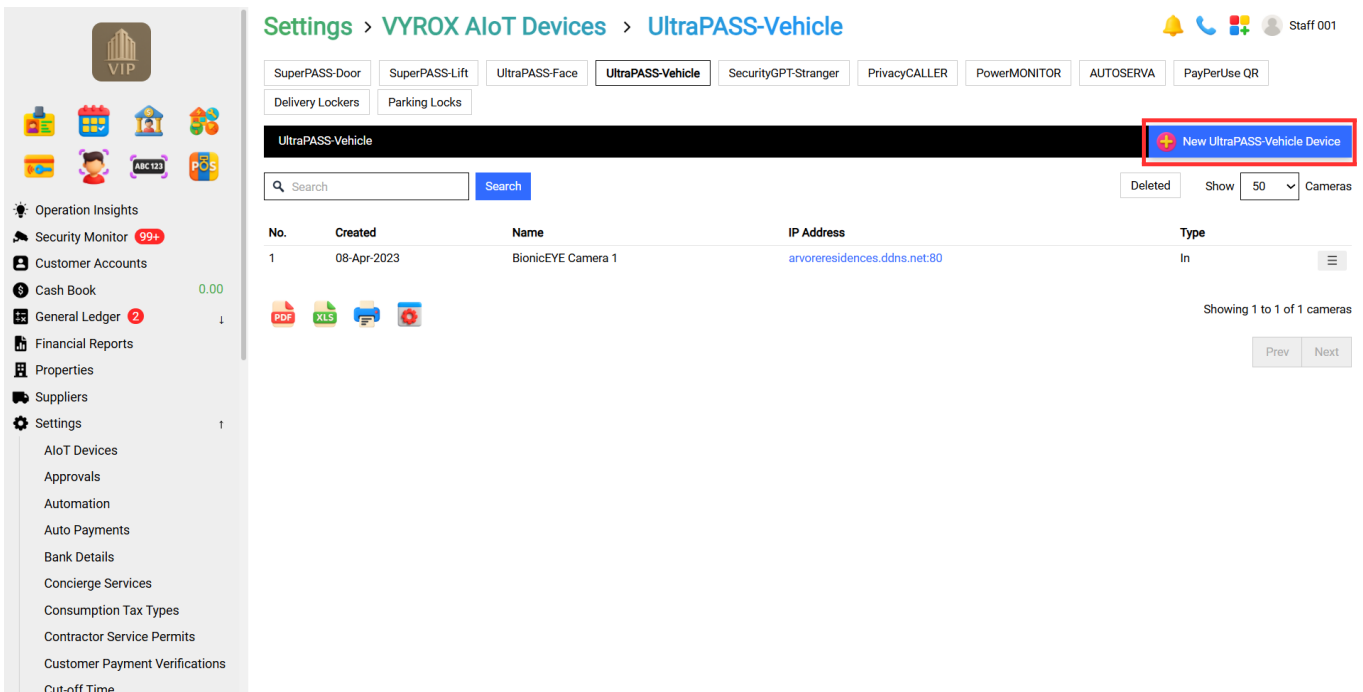 VIP
ABC 123
POS
Operation Insights
Security Monitor 99+
Customer Accounts
Cash Book 0.00
General Ledger 2 ↓
Financial Reports
Properties
Suppliers
Settings ↑
AIoT Devices
Approvals
Automation
Auto Payments
Bank Details
Concierge Services
Consumption Tax Types
Contractor Service Permits
Customer Payment Verifications
Cut-off Time
Settings > VYROX AIoT Devices > UltraPASS-Vehicle
Staff 001
SuperPASS-Door SuperPASS-Lift UltraPASS-Face UltraPASS-Vehicle SecurityGPT-Stranger PrivacyCALLER PowerMONITOR AUTOSERVA PayPerUse QR
Delivery Lockers Parking Locks
UltraPASS-Vehicle New UltraPASS-Vehicle Device
Search Search Deleted Show 50 Cameras
No. Created Name IP Address Type
1 08-Apr-2023 BionicEYE Camera 1 arvoreresidences.ddns.net:80 In
PDF XLS
Showing 1 to 1 of 1 cameras
Prev Next